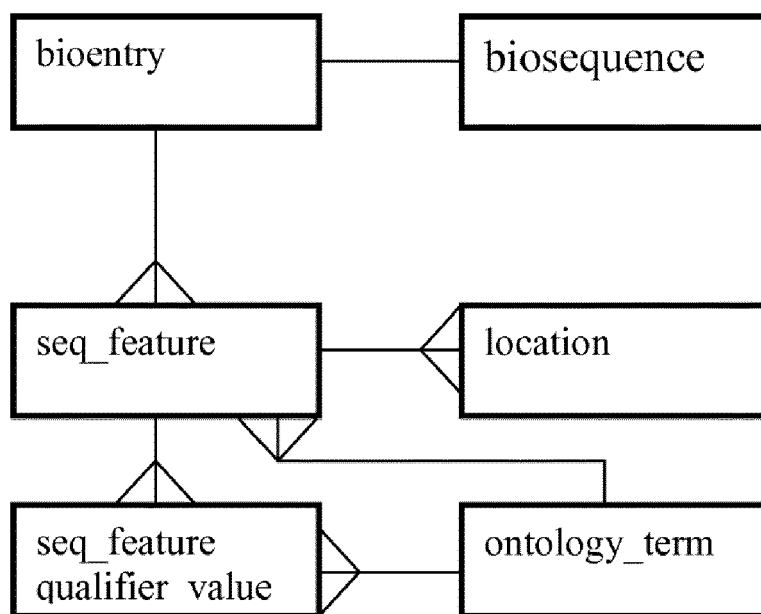 bioentry
biosequence
seq_feature
location
seq_feature
qualifier_value
ontology_term